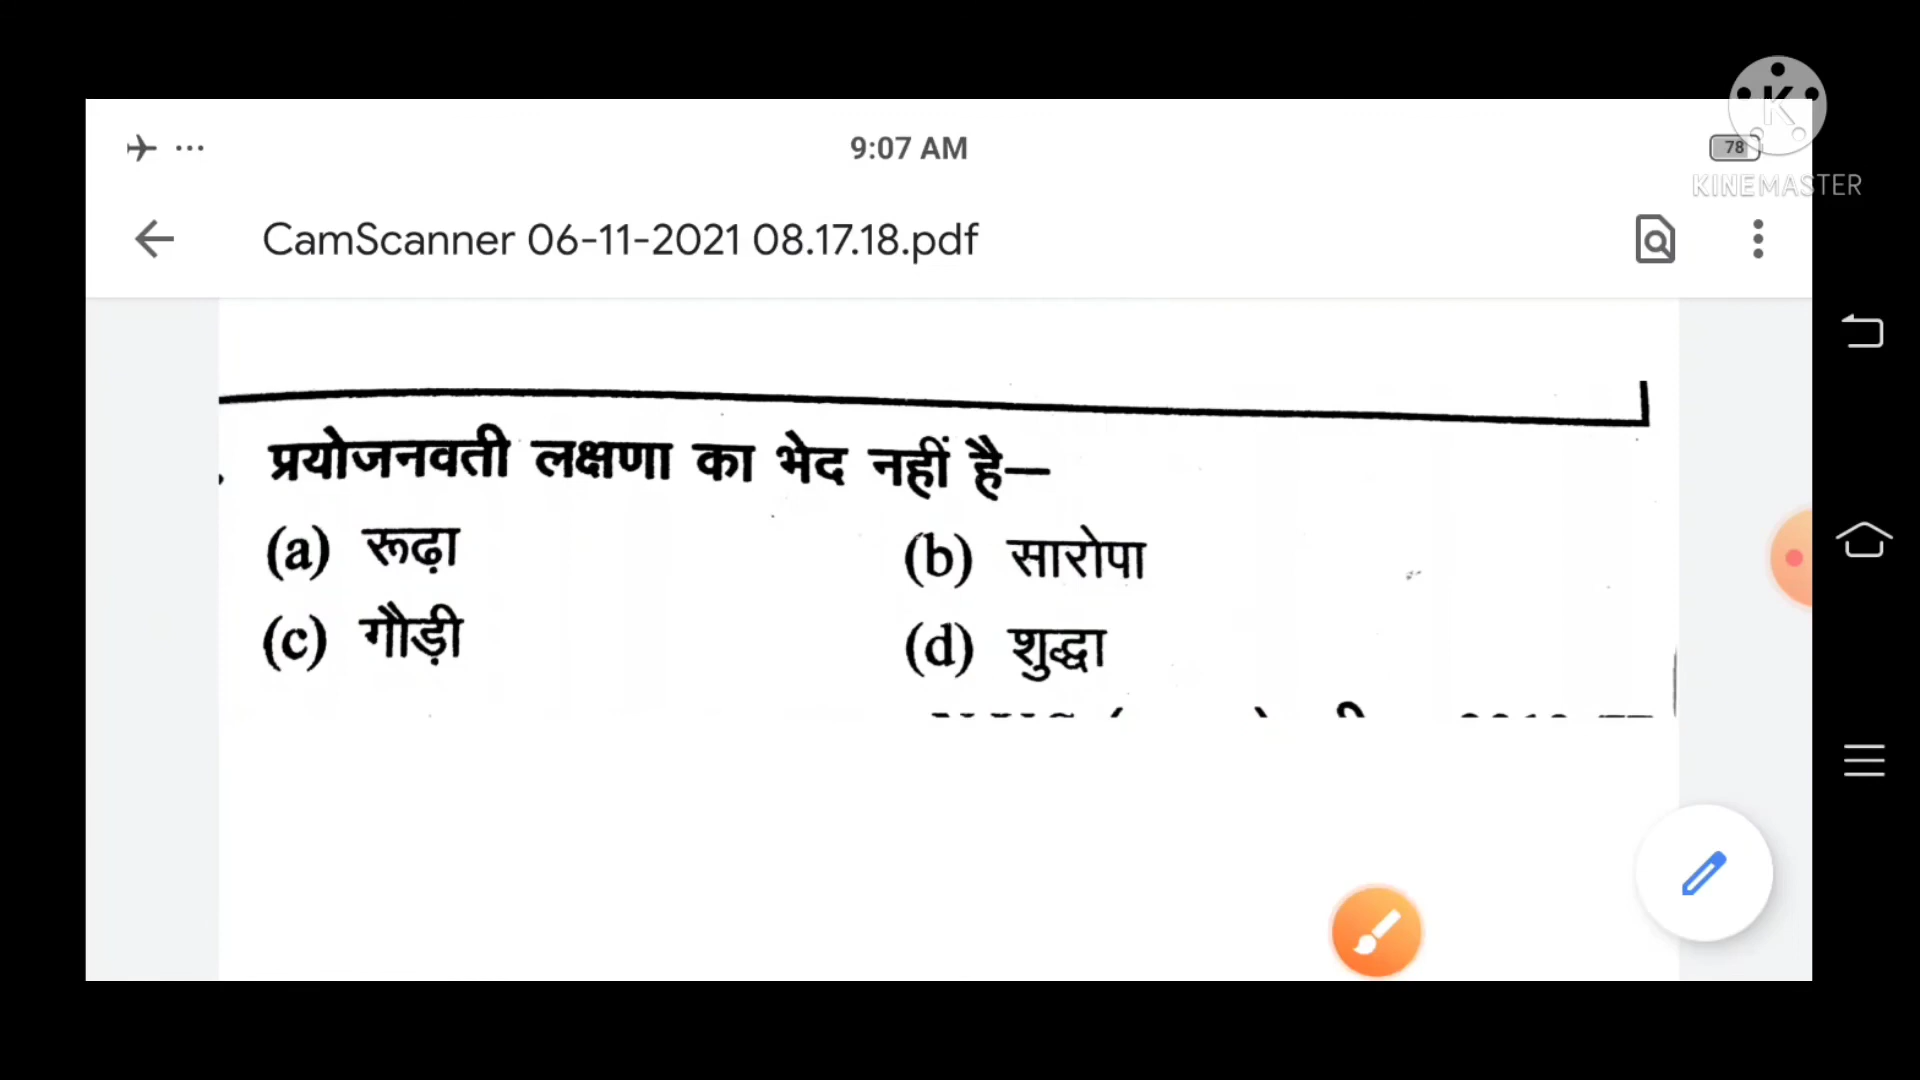 9:07 AM
78
KINEMASTER
CamScanner 06-11-2021 08.17.18.pdf
प्रयोजनवती लक्षणा का भेद नहीं है—
(a) रूढ़ा
(b) सारोपा
(c) गौड़ी
(d) शुद्धा